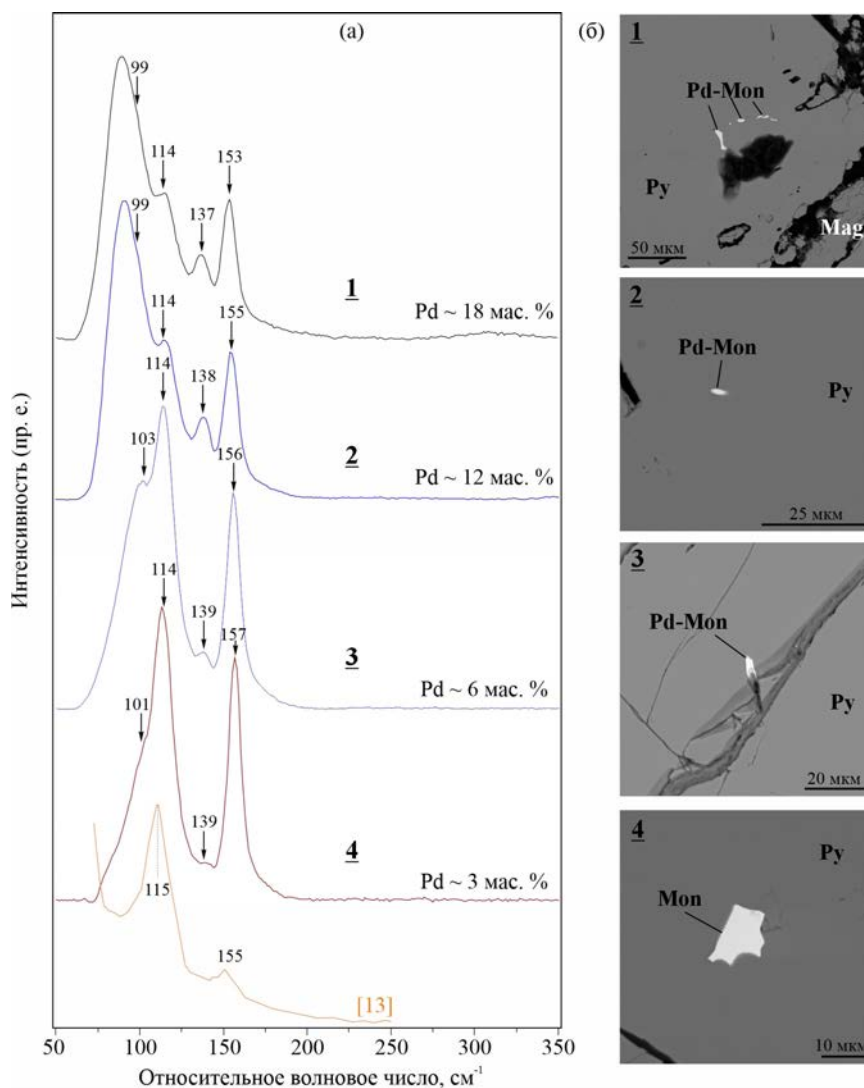 (а)
99
114
137
153
1
Pd ~ 18 мас. %
99
114
138
155
2
Pd ~ 12 мас. %
103
114
139
156
3
Pd ~ 6 мас. %
101
114
139
157
4
Pd ~ 3 мас. %
115
155
[13]
Интенсивность (пр. е.)
50 100 150 200 250 300 350
Относительное волновое число, см⁻¹
(б)
1
Pd-Mon
Py
Mag
50 мкм
2
Pd-Mon
Py
25 мкм
3
Pd-Mon
Py
20 мкм
4
Py
Mon
10 мкм